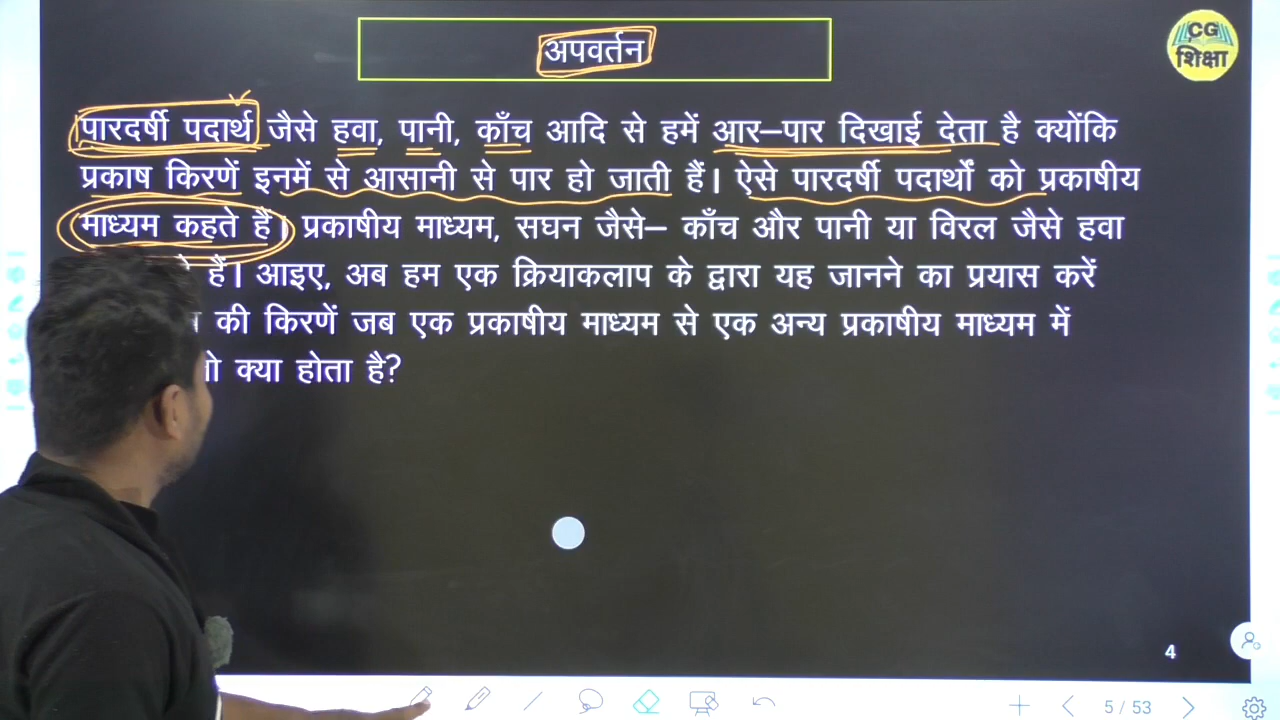 अपवर्तन
CG
शिक्षा
पारदर्षी पदार्थ जैसे हवा, पानी, काँच आदि से हमें आर–पार दिखाई देता है क्योंकि
प्रकाष किरणें इनमें से आसानी से पार हो जाती हैं। ऐसे पारदर्षी पदार्थों को प्रकाषीय
माध्यम कहते हैं। प्रकाषीय माध्यम, सघन जैसे– काँच और पानी या विरल जैसे हवा
हैं। आइए, अब हम एक क्रियाकलाप के द्वारा यह जानने का प्रयास करें
की किरणें जब एक प्रकाषीय माध्यम से एक अन्य प्रकाषीय माध्यम में
क्या होता है?
4
5 / 53